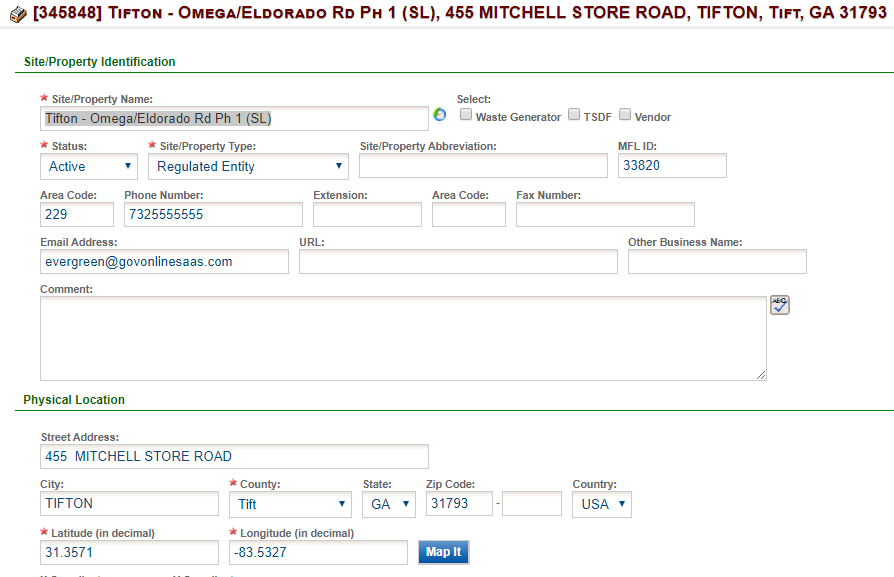 [345848] Tifton - Omega/Eldorado Rd Ph 1 (SL), 455 MITCHELL STORE ROAD, TIFTON, Tift, GA 31793
Site/Property Identification
* Site/Property Name: Select:
Tifton - Omega/Eldorado Rd Ph 1 (SL) Waste Generator TSDF Vendor
* Status: * Site/Property Type: Site/Property Abbreviation: MFL ID:
Active Regulated Entity 33820
Area Code: Phone Number: Extension: Area Code: Fax Number:
229 7325555555
Email Address: URL: Other Business Name:
evergreen@govonlinesaas.com
Comment:
ABC
Physical Location
Street Address:
455 MITCHELL STORE ROAD
City: * County: State: Zip Code: Country:
TIFTON Tift GA 31793 - USA
* Latitude (in decimal) * Longitude (in decimal)
31.3571 -83.5327 Map It